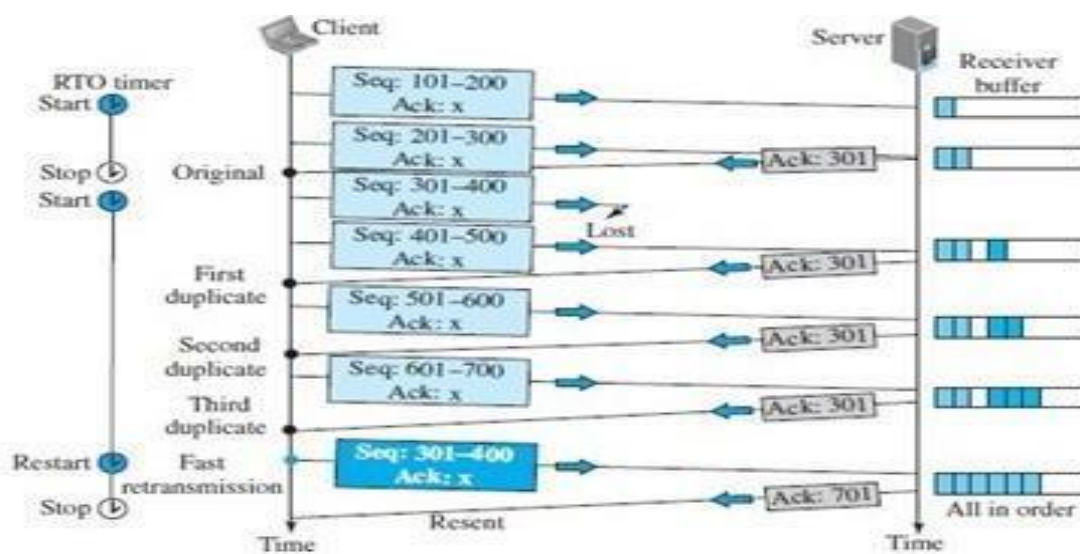 Client
Server
Receiver
buffer
RTO timer
Start
Seq: 101–200
Ack: x
Seq: 201–300
Ack: x
Ack: 301
Stop
Original
Start
Seq: 301–400
Ack: x
Lost
Seq: 401–500
Ack: x
Ack: 301
First
duplicate
Seq: 501–600
Ack: x
Ack: 301
Second
duplicate
Seq: 601–700
Ack: x
Ack: 301
Third
duplicate
Seq: 301–400
Ack: x
Restart
Fast
retransmission
Ack: 701
Stop
Resent
All in order
Time
Time